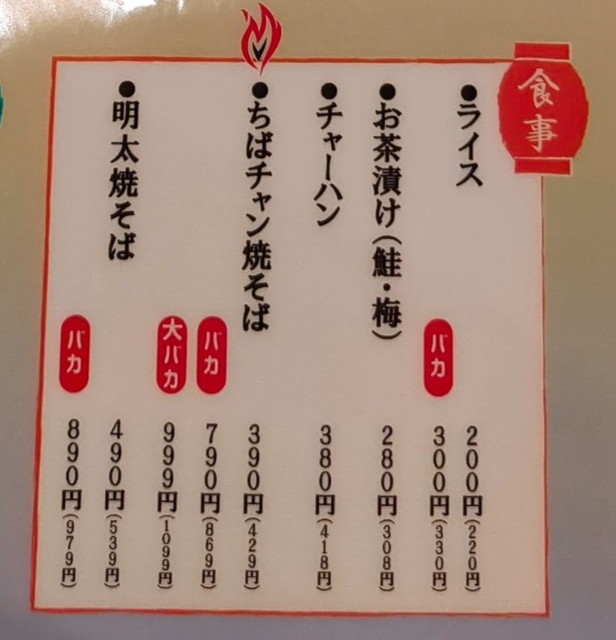 食事
●ライス 200円(220円)
バカ 300円(330円)
●お茶漬け(鮭・梅) 280円(308円)
●チャーハン 380円(418円)
●ちばチャン焼そば 390円(429円)
バカ 790円(869円)
大バカ 999円(1099円)
●明太焼そば 490円(539円)
バカ 890円(979円)